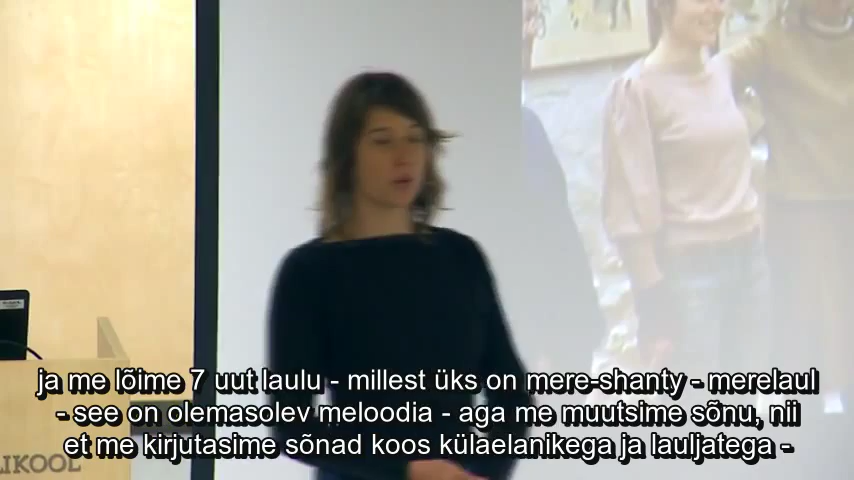 ja me lõime 7 uut laulu - millest üks on mere-shanty - merelaul
- see on olemasolev meloodia - aga me muutsime sõnu, nii
et me kirjutasime sõnad koos külaelanikega ja lauljatega -
LIKOOL